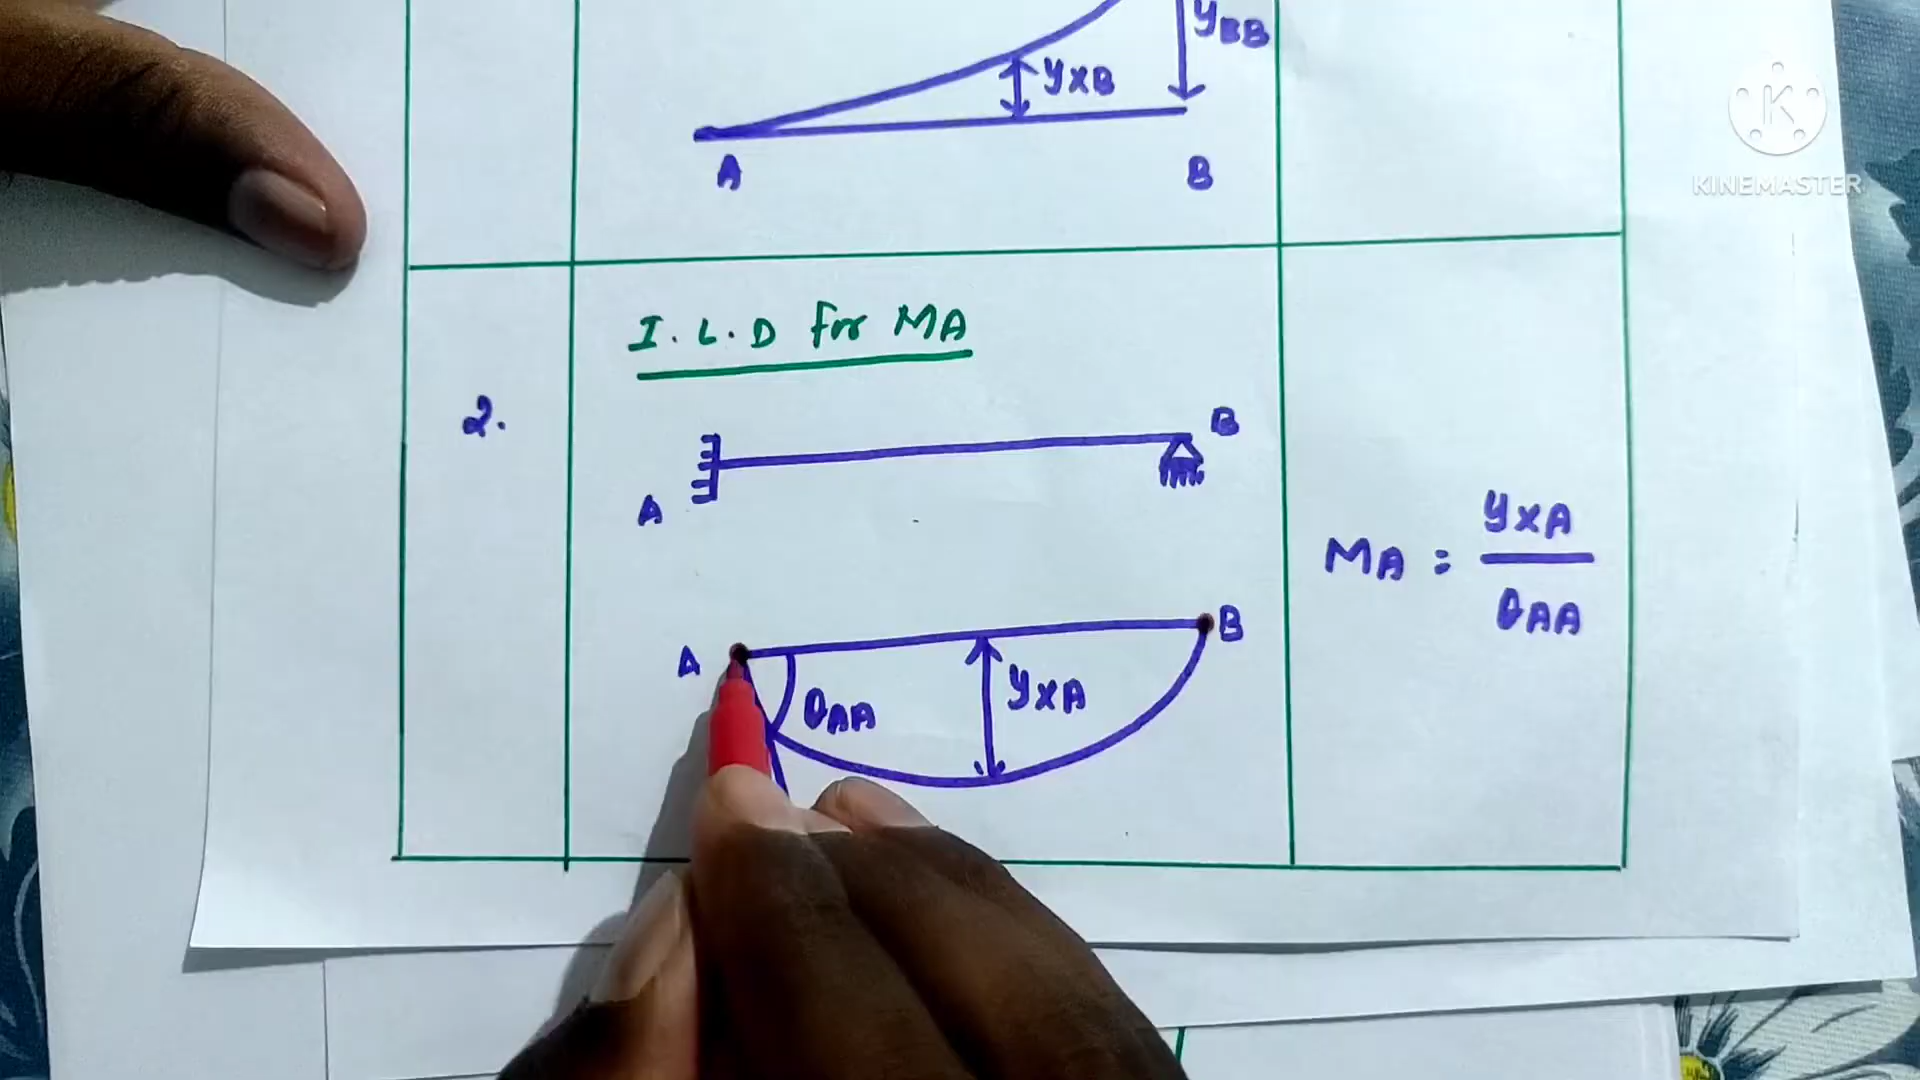 yBB
yxB
A
B
I.L.D for MA
2.
B
A
yxA
MA =
θAA
A
B
θAA
yxA
K
KINEMASTER